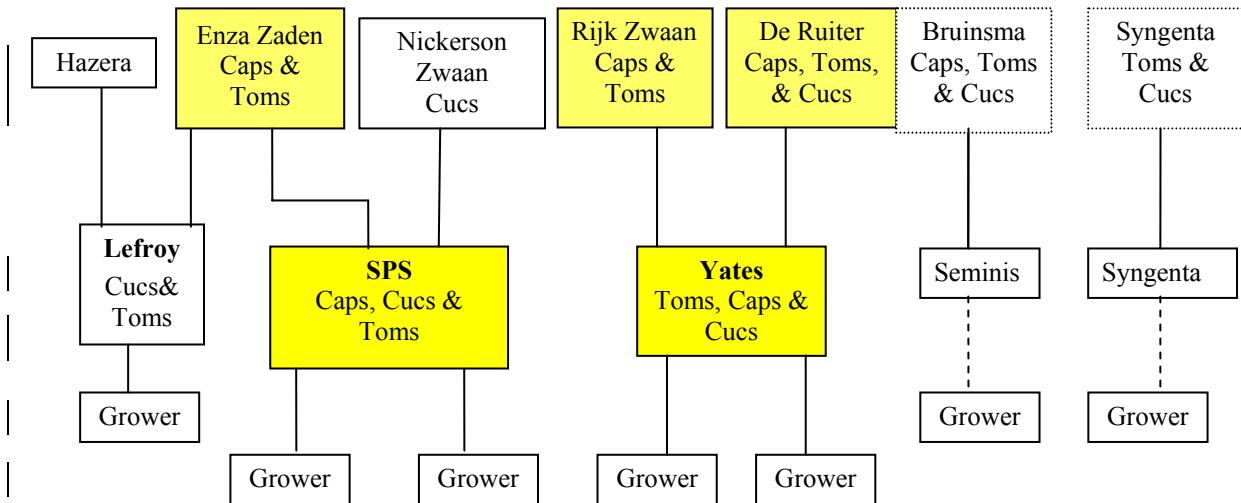 Hazera
Enza Zaden
Caps &
Toms
Nickerson
Zwaan
Cucs
Rijk Zwaan
Caps &
Toms
De Ruiter
Caps, Toms,
& Cucs
Bruinsma
Caps, Toms
& Cucs
Syngenta
Toms &
Cucs
Lefroy
Cucs&
Toms
SPS
Caps, Cucs &
Toms
Yates
Toms, Caps &
Cucs
Seminis
Syngenta
Grower
Grower
Grower
Grower
Grower
Grower
Grower